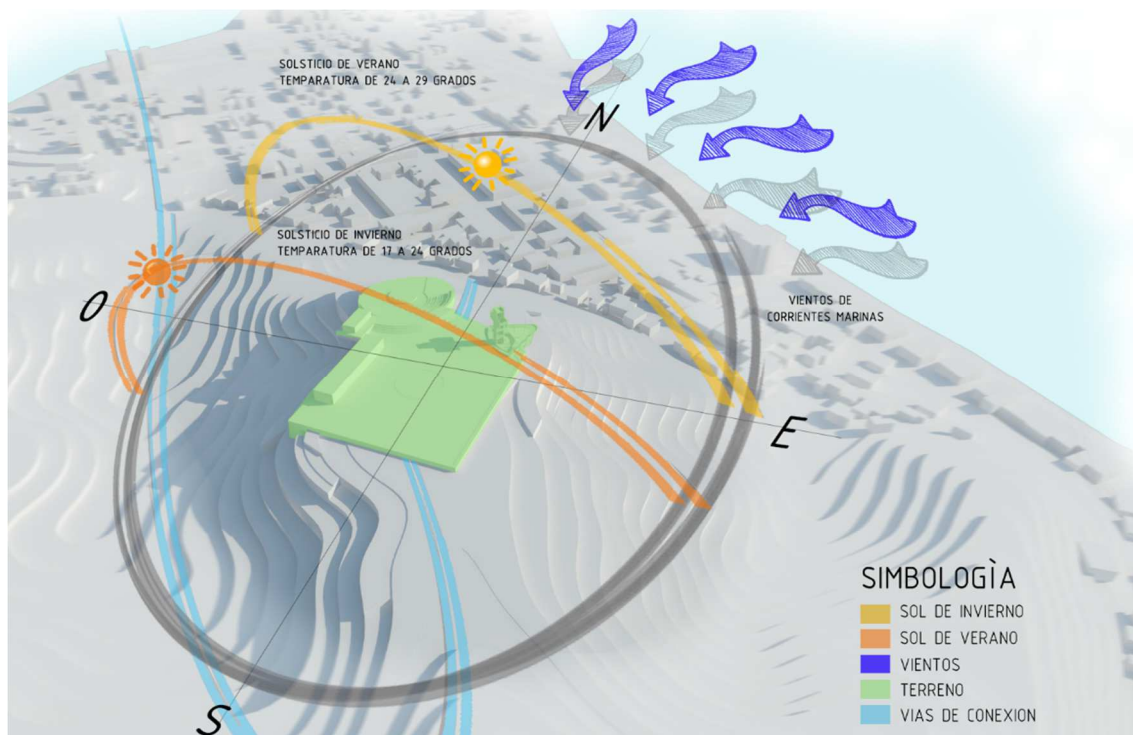 SOLSTICIO DE VERANO
TEMPARATURA DE 24 A 29 GRADOS
N
SOLSTICIO DE INVIERNO
TEMPARATURA DE 17 A 24 GRADOS
O
VIENTOS DE
CORRIENTES MARINAS
E
S
SIMBOLOGÌA
SOL DE INVIERNO
SOL DE VERANO
VIENTOS
TERRENO
VIAS DE CONEXION